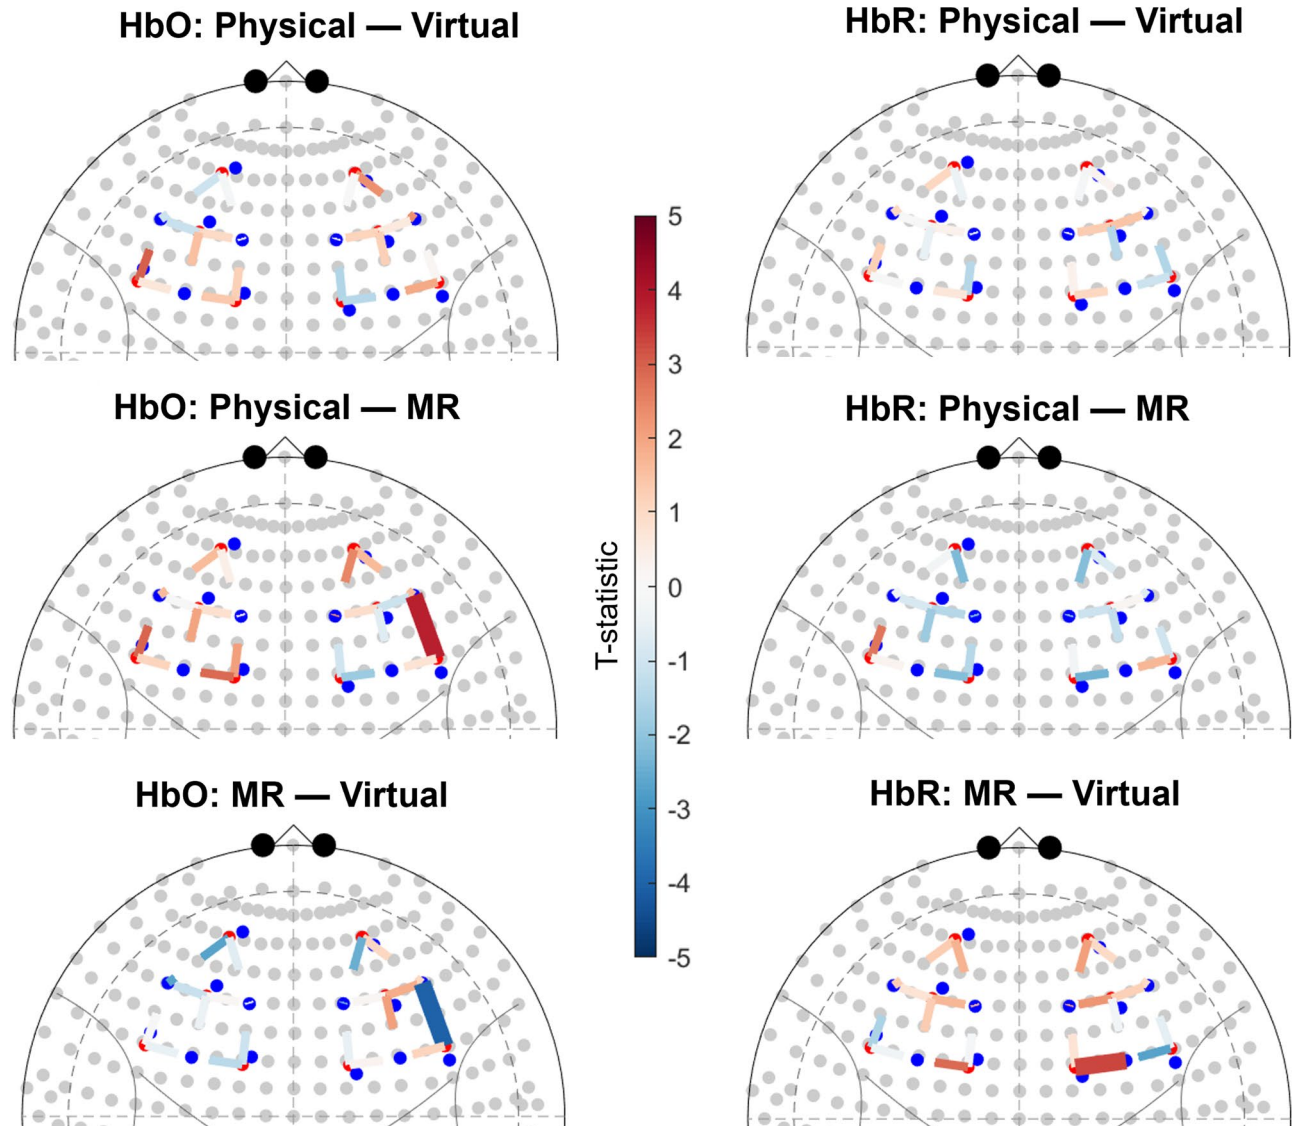 HbO: Physical — Virtual
HbR: Physical — Virtual
5
4
3
2
1
0
-1
-2
-3
-4
-5
T-statistic
HbO: Physical — MR
HbR: Physical — MR
HbO: MR — Virtual
HbR: MR — Virtual